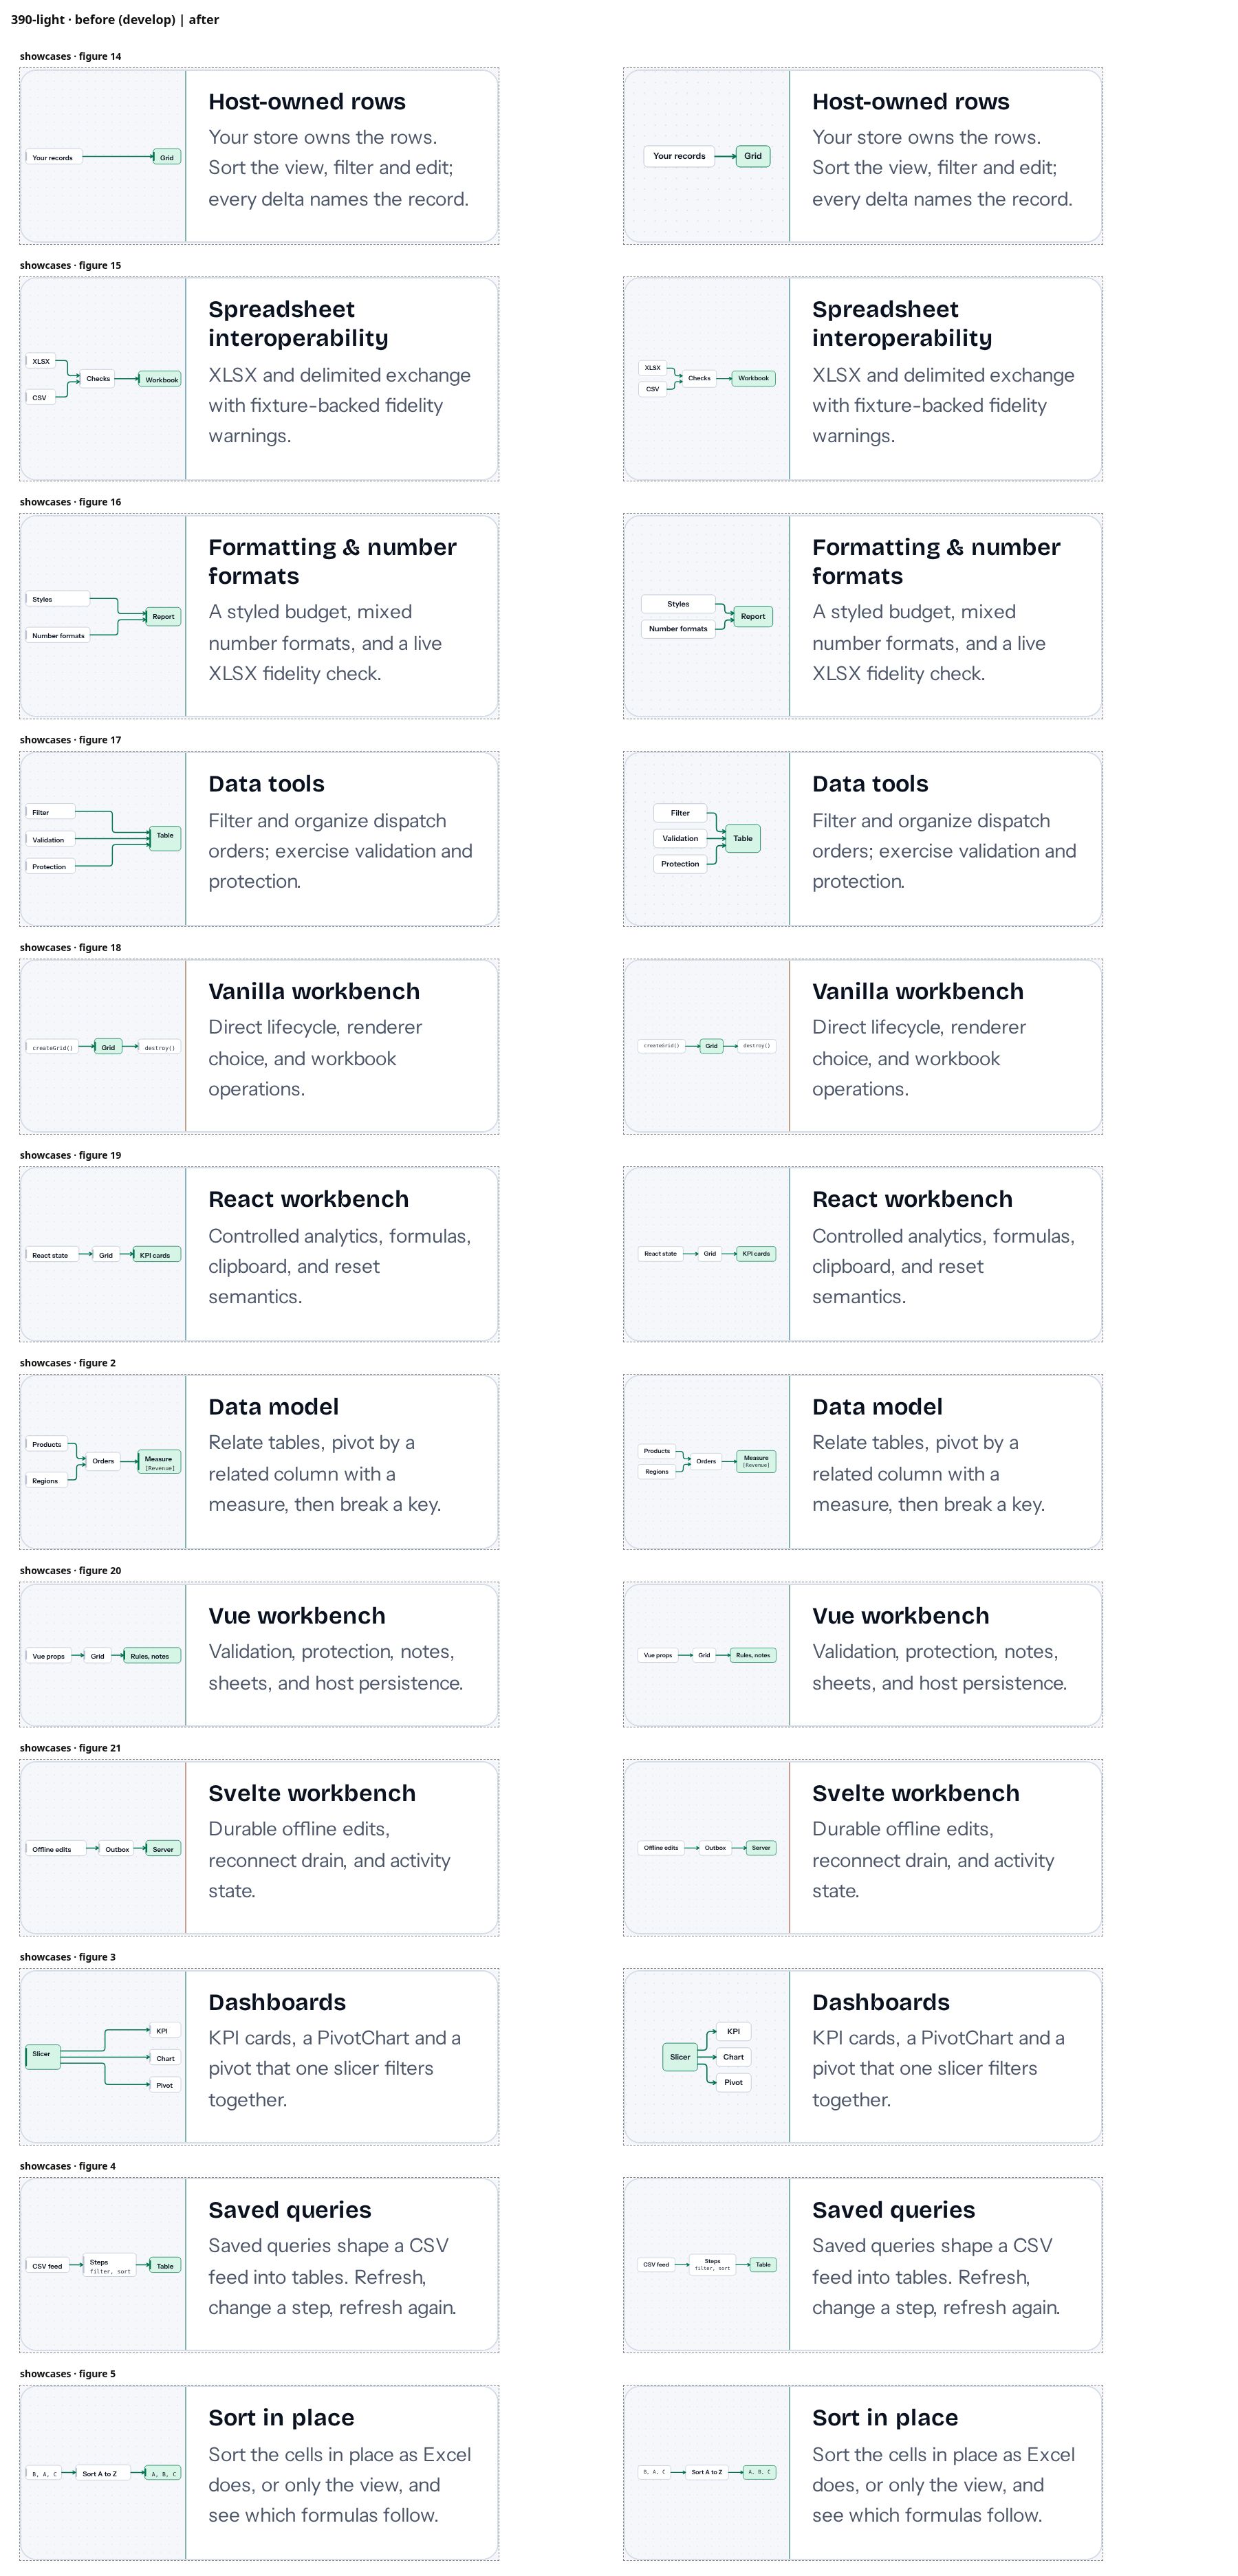 390-light · before (develop) | after
showcases · figure 14
Your records
Grid
Host-owned rows
Your store owns the rows.
Sort the view, filter and edit;
every delta names the record.
Your records
Grid
Host-owned rows
Your store owns the rows.
Sort the view, filter and edit;
every delta names the record.
showcases · figure 15
XLSX
CSV
Checks
Workbook
Spreadsheet
interoperability
XLSX and delimited exchange
with fixture-backed fidelity
warnings.
XLSX
CSV
Checks
Workbook
Spreadsheet
interoperability
XLSX and delimited exchange
with fixture-backed fidelity
warnings.
showcases · figure 16
Styles
Number formats
Report
Formatting & number
formats
A styled budget, mixed
number formats, and a live
XLSX fidelity check.
Styles
Number formats
Report
Formatting & number
formats
A styled budget, mixed
number formats, and a live
XLSX fidelity check.
showcases · figure 17
Filter
Validation
Protection
Table
Data tools
Filter and organize dispatch
orders; exercise validation and
protection.
Filter
Validation
Protection
Table
Data tools
Filter and organize dispatch
orders; exercise validation and
protection.
showcases · figure 18
createGrid()
Grid
destroy()
Vanilla workbench
Direct lifecycle, renderer
choice, and workbook
operations.
createGrid()
Grid
destroy()
Vanilla workbench
Direct lifecycle, renderer
choice, and workbook
operations.
showcases · figure 19
React state
Grid
KPI cards
React workbench
Controlled analytics, formulas,
clipboard, and reset
semantics.
React state
Grid
KPI cards
React workbench
Controlled analytics, formulas,
clipboard, and reset
semantics.
showcases · figure 2
Products
Regions
Orders
Measure
[Revenue]
Data model
Relate tables, pivot by a
related column with a
measure, then break a key.
Products
Regions
Orders
Measure
[Revenue]
Data model
Relate tables, pivot by a
related column with a
measure, then break a key.
showcases · figure 20
Vue props
Grid
Rules, notes
Vue workbench
Validation, protection, notes,
sheets, and host persistence.
Vue props
Grid
Rules, notes
Vue workbench
Validation, protection, notes,
sheets, and host persistence.
showcases · figure 21
Offline edits
Outbox
Server
Svelte workbench
Durable offline edits,
reconnect drain, and activity
state.
Offline edits
Outbox
Server
Svelte workbench
Durable offline edits,
reconnect drain, and activity
state.
showcases · figure 3
Slicer
KPI
Chart
Pivot
Dashboards
KPI cards, a PivotChart and a
pivot that one slicer filters
together.
Slicer
KPI
Chart
Pivot
Dashboards
KPI cards, a PivotChart and a
pivot that one slicer filters
together.
showcases · figure 4
CSV feed
Steps
filter, sort
Table
Saved queries
Saved queries shape a CSV
feed into tables. Refresh,
change a step, refresh again.
CSV feed
Steps
filter, sort
Table
Saved queries
Saved queries shape a CSV
feed into tables. Refresh,
change a step, refresh again.
showcases · figure 5
B, A, C
Sort A to Z
A, B, C
Sort in place
Sort the cells in place as Excel
does, or only the view, and
see which formulas follow.
B, A, C
Sort A to Z
A, B, C
Sort in place
Sort the cells in place as Excel
does, or only the view, and
see which formulas follow.